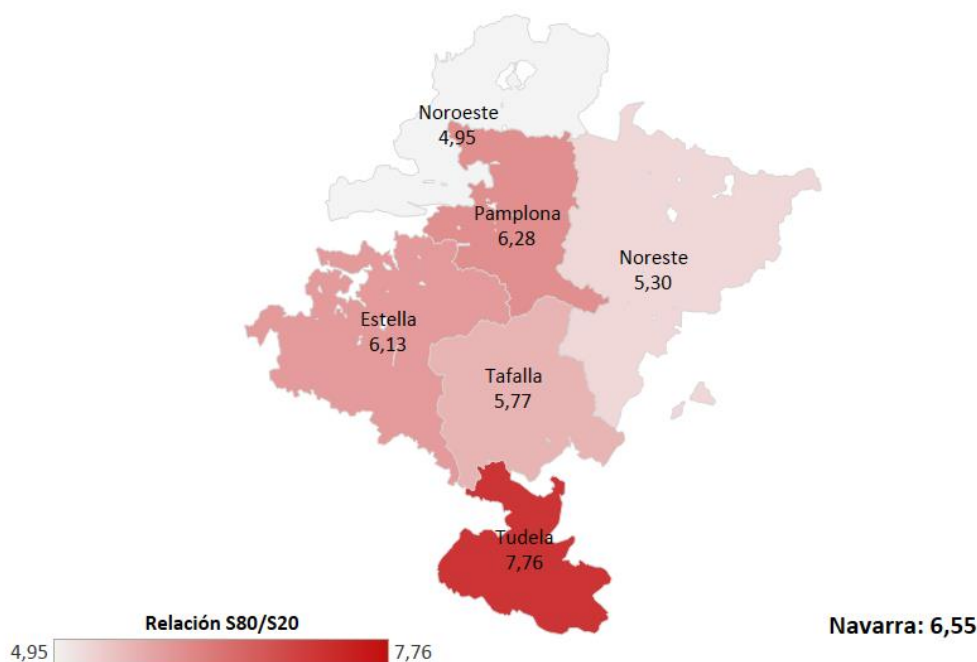 Noroeste
4,95
Pamplona
6,28
Noreste
5,30
Estella
6,13
Tafalla
5,77
Tudela
7,76
Relación S80/S20
4,95
7,76
Navarra: 6,55